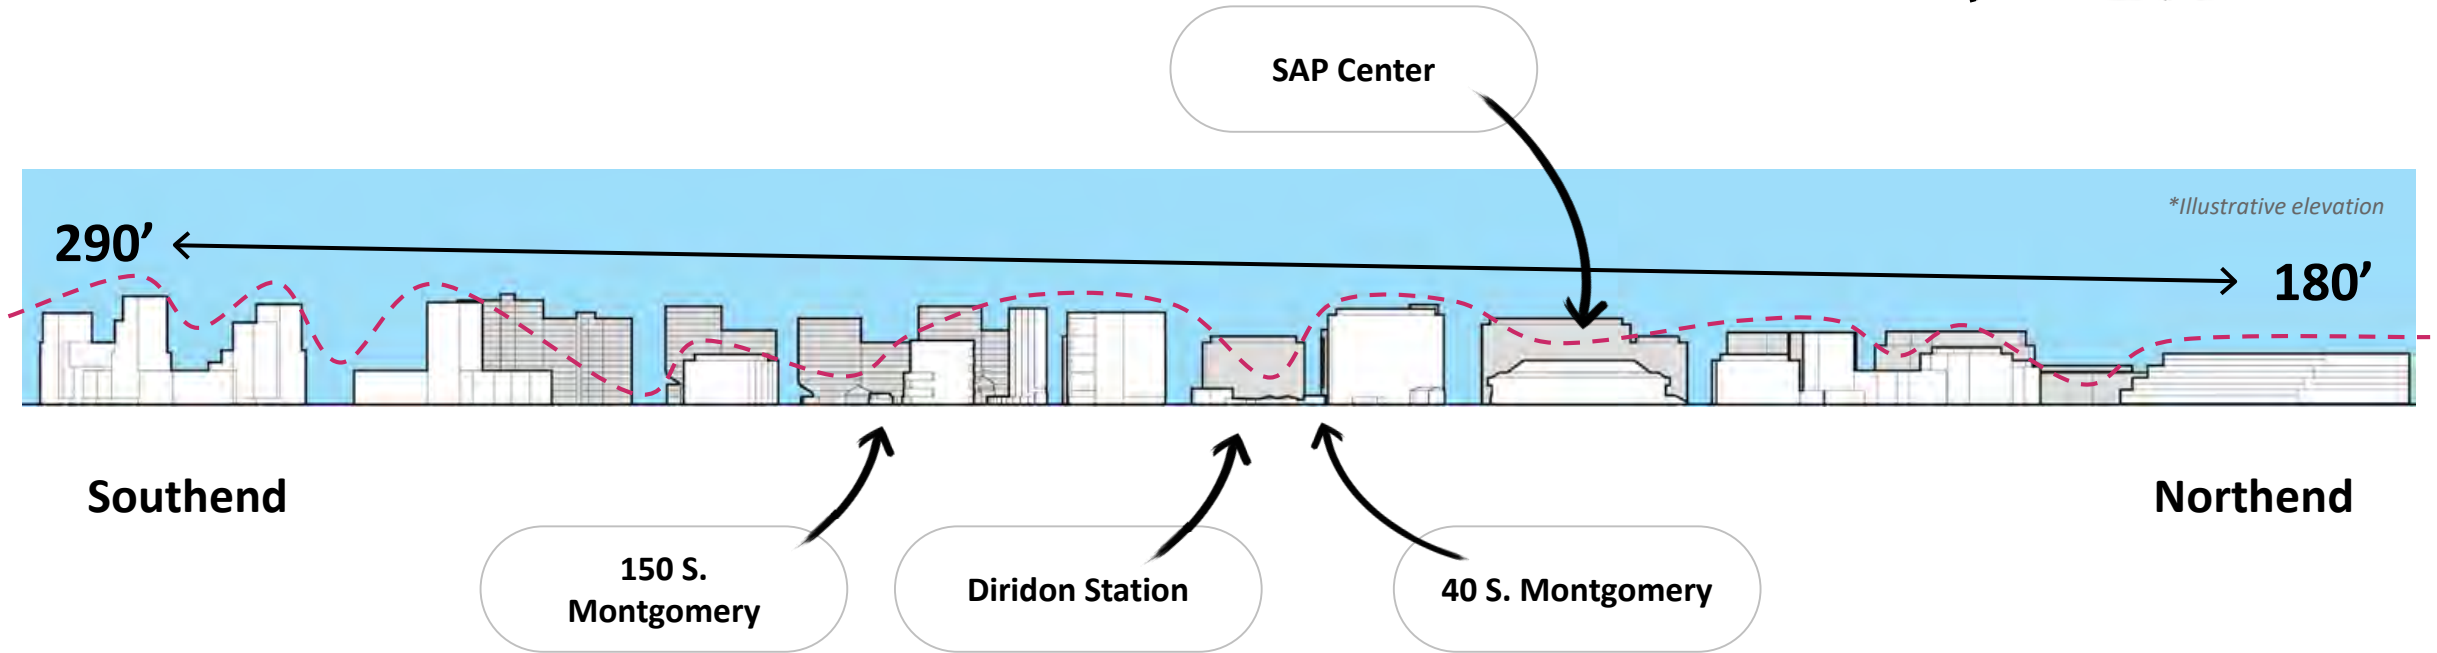 SAP Center
*Illustrative elevation
290’
180’
Southend
Northend
150 S.
Montgomery
Diridon Station
40 S. Montgomery